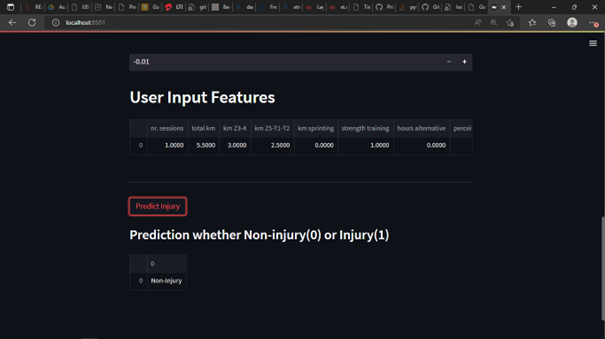 localhost:8501
-0.01
− +
User Input Features
nr. sessions total km km Z3-4 km Z5-T1-T2 km sprinting strength training hours alternative percei
0 1.0000 5.5000 3.0000 2.5000 0.0000 1.0000 0.0000
Predict Injury
Prediction whether Non-injury(0) or Injury(1)
0
0 Non-Injury